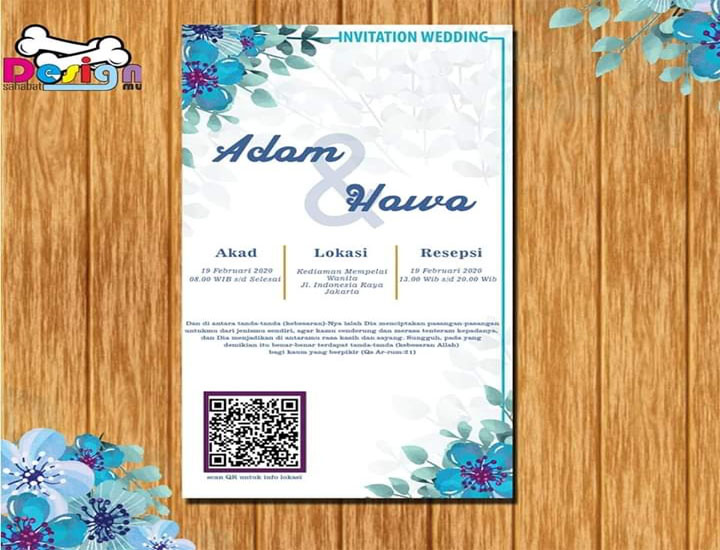 Design
sahabat mu
INVITATION WEDDING
Adam
&
Hawa
Akad
19 Februari 2020
08.00 WIB s/d Selesai
Lokasi
Kediaman Mempelai
Wanita
Jl. Indonesia Raya
Jakarta
Resepsi
19 Februari 2020
13.00 Wib s/d 20.00 Wib
Dan di antara tanda-tanda (kebesaran)-Nya ialah Dia menciptakan pasangan-pasangan
untukmu dari jenismu sendiri, agar kamu cenderung dan merasa tenteram kepadanya,
dan Dia menjadikan di antaramu rasa kasih dan sayang. Sungguh, pada yang
demikian itu benar-benar terdapat tanda-tanda (kebesaran Allah)
bagi kaum yang berpikir (Qs Ar-rum:21)
scan QR untuk info lokasi